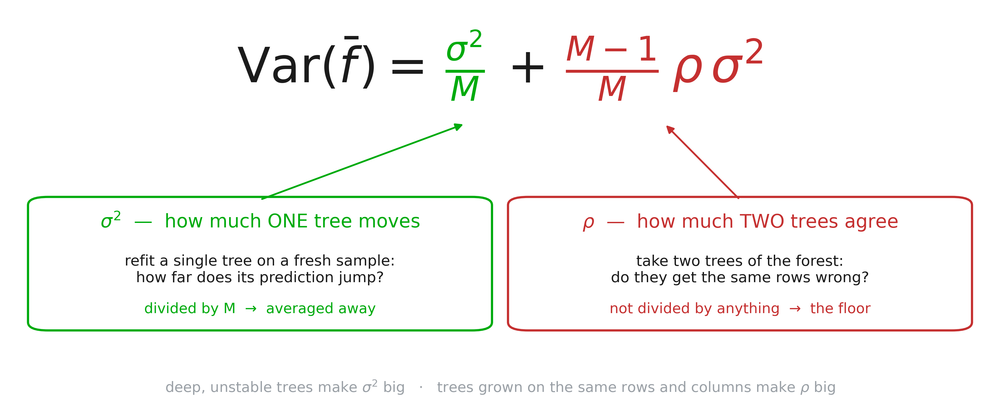 Var(f̄) = σ²/M + (M − 1)/M ρ σ²
σ² — how much ONE tree moves
refit a single tree on a fresh sample:
how far does its prediction jump?
divided by M → averaged away
ρ — how much TWO trees agree
take two trees of the forest:
do they get the same rows wrong?
not divided by anything → the floor
deep, unstable trees make σ² big · trees grown on the same rows and columns make ρ big